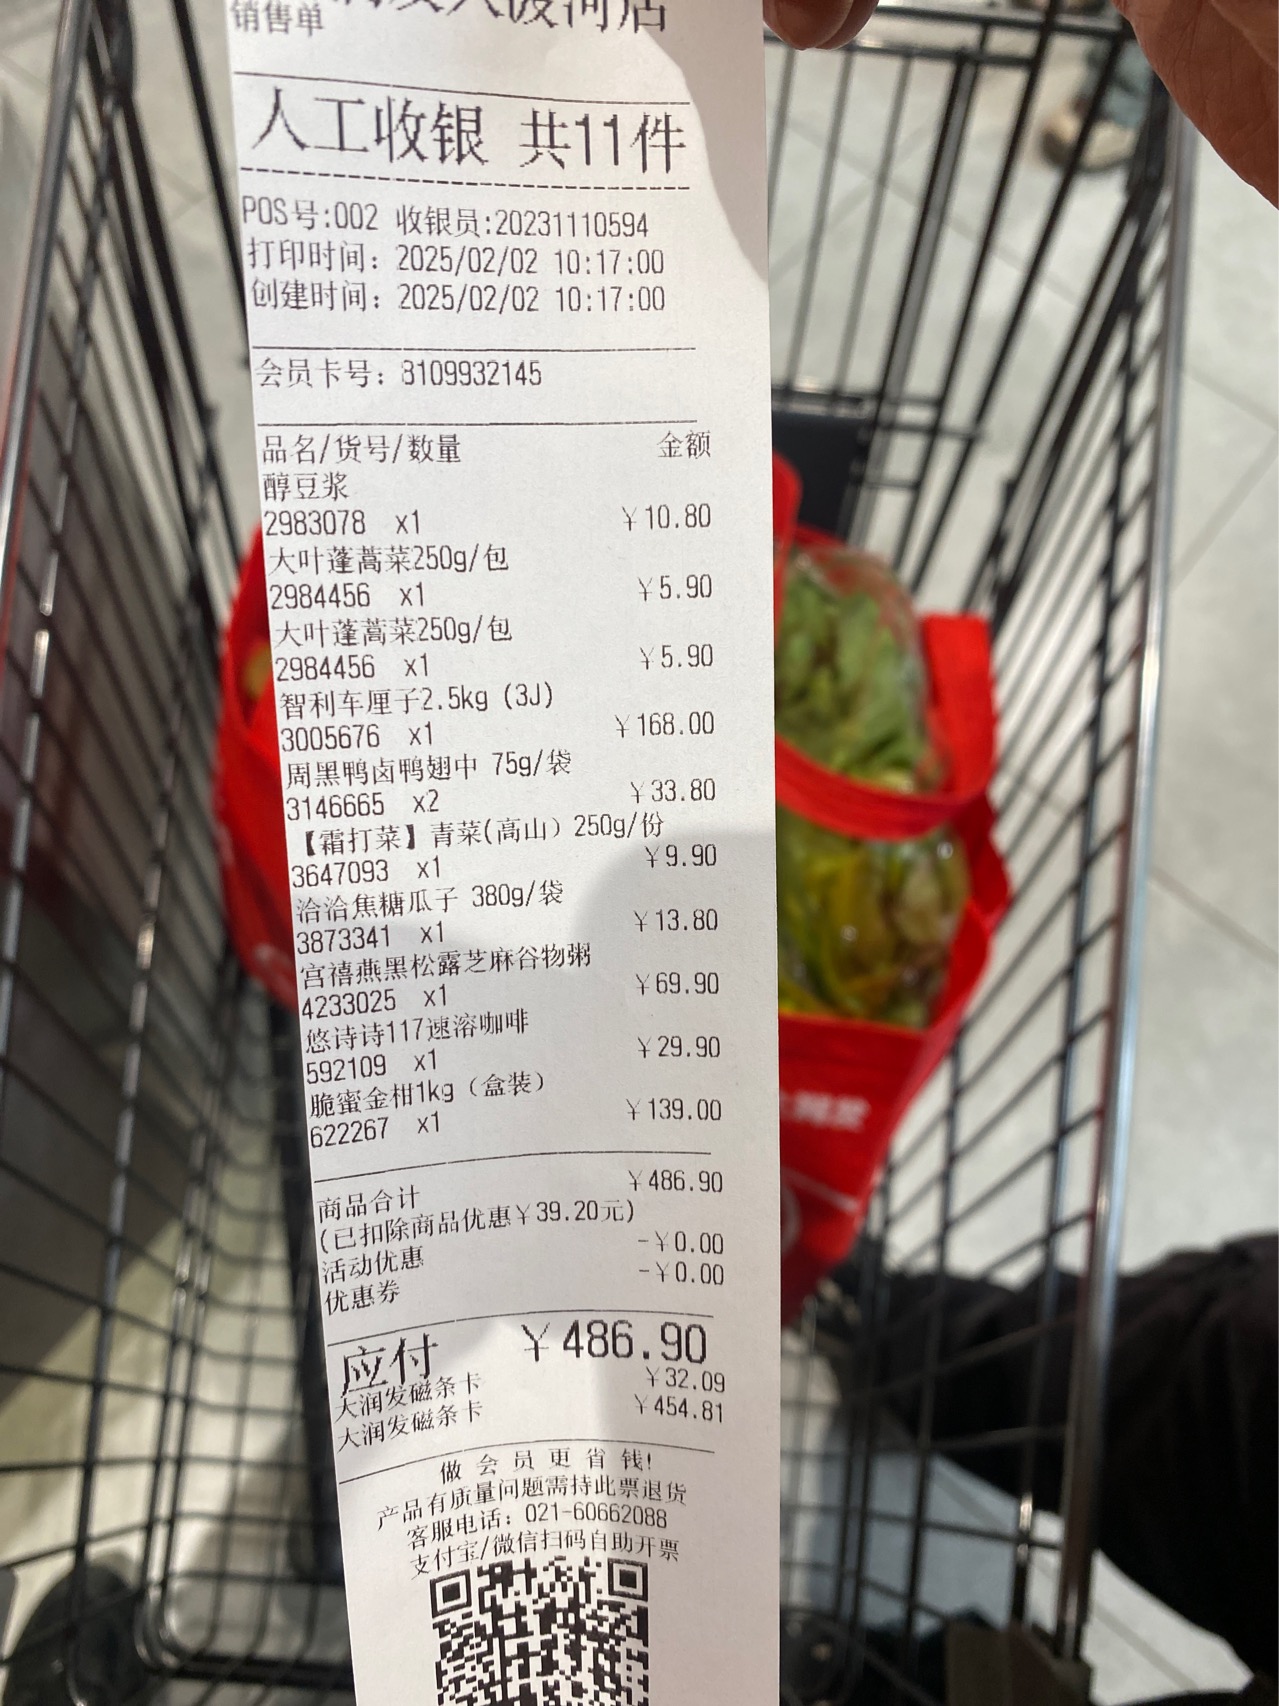 销售单
人工收银 共11件
POS号:002 收银员:20231110594
打印时间: 2025/02/02 10:17:00
创建时间: 2025/02/02 10:17:00
会员卡号: 8109932145
品名/货号/数量 金额
醇豆浆
2983078 x1 ￥10.80
大叶蓬蒿菜250g/包
2984456 x1 ￥5.90
大叶蓬蒿菜250g/包
2984456 x1 ￥5.90
智利车厘子2.5kg (3J)
3005676 x1 ￥168.00
周黑鸭卤鸭翅中 75g/袋
3146665 x2 ￥33.80
【霜打菜】青菜(高山）250g/份
3647093 x1 ￥9.90
洽洽焦糖瓜子 380g/袋
3873341 x1 ￥13.80
宫禧燕黑松露芝麻谷物粥
4233025 x1 ￥69.90
悠诗诗117速溶咖啡
592109 x1 ￥29.90
脆蜜金柑1kg（盒装）
622267 x1 ￥139.00
商品合计 ￥486.90
(已扣除商品优惠￥39.20元)
活动优惠 -￥0.00
优惠券 -￥0.00
应付 ￥486.90
大润发磁条卡 ￥32.09
大润发磁条卡 ￥454.81
做会员更省钱!
产品有质量问题需持此票退货
客服电话: 021-60662088
支付宝/微信扫码自助开票